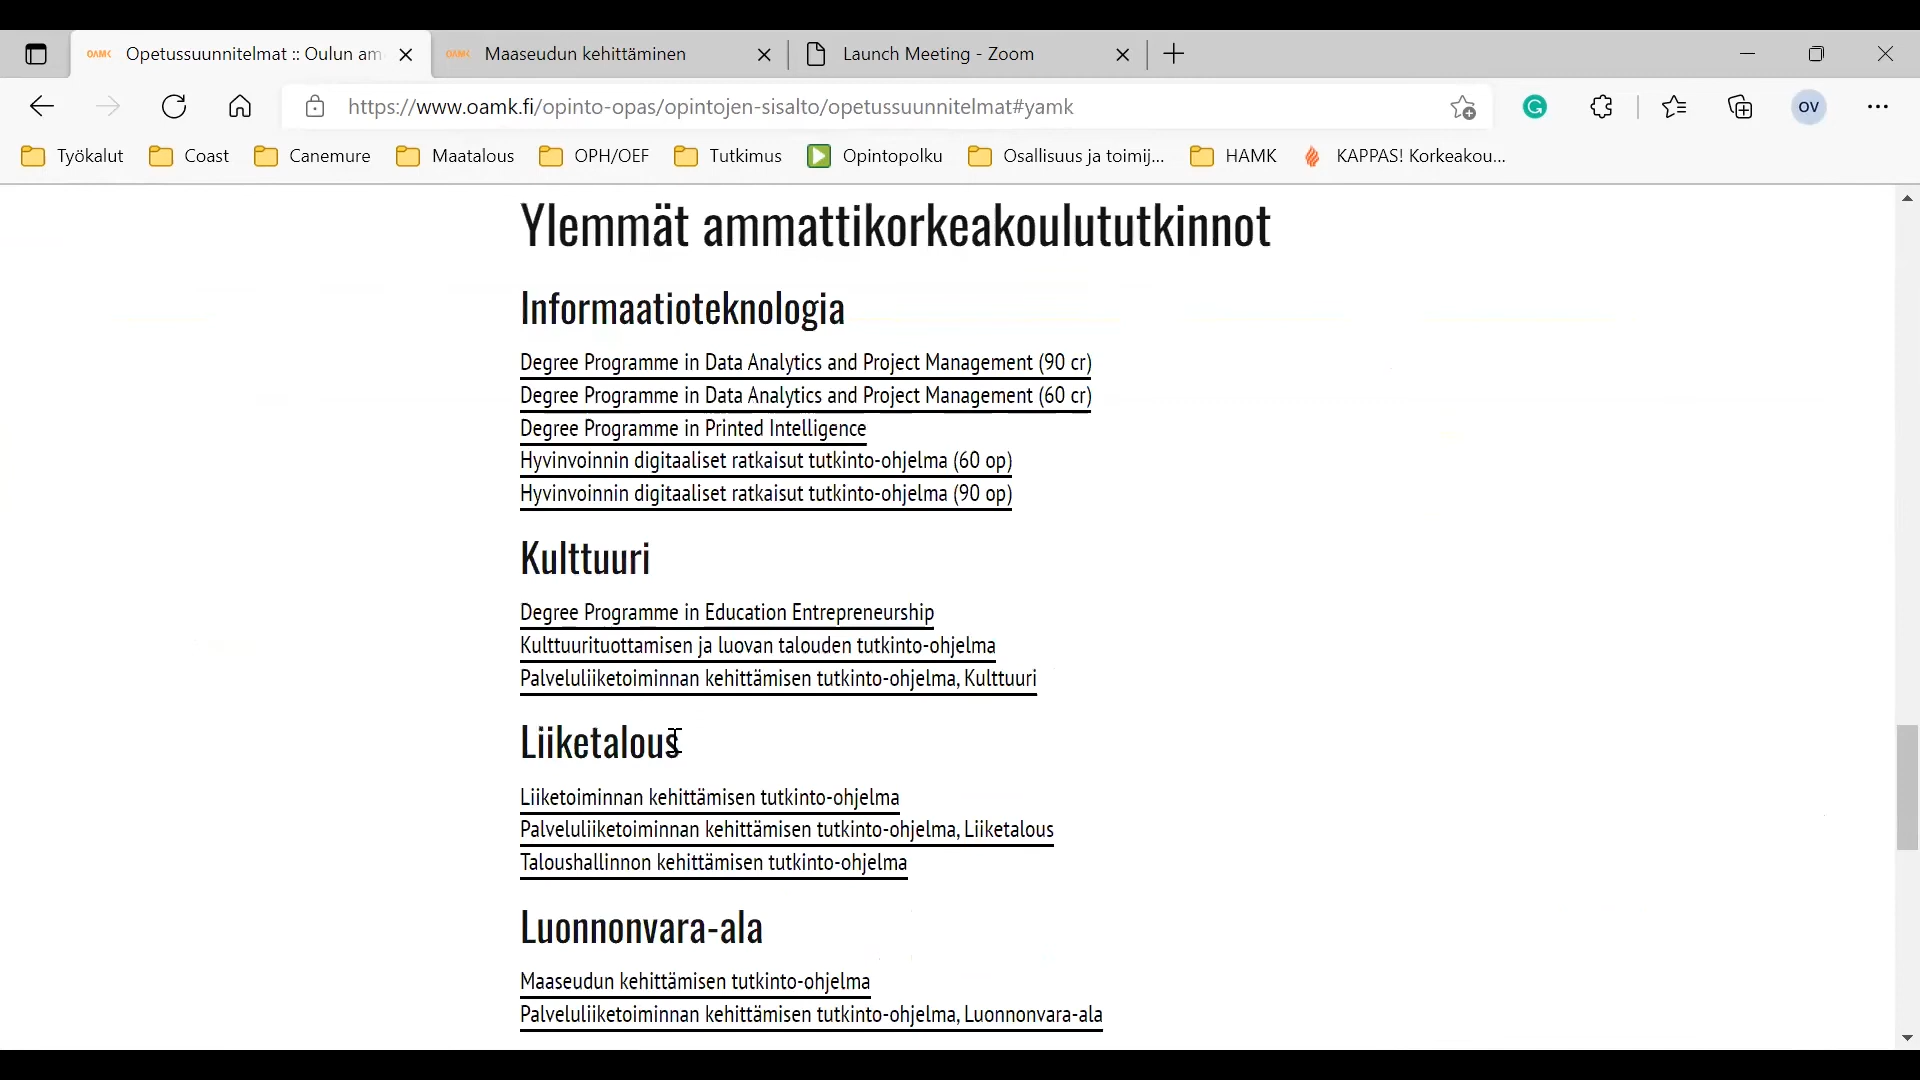 OAMK Opetussuunnitelmat :: Oulun am
OAMK Maaseudun kehittäminen
Launch Meeting - Zoom
https://www.oamk.fi/opinto-opas/opintojen-sisalto/opetussuunnitelmat#yamk
G
OV
Työkalut
Coast
Canemure
Maatalous
OPH/OEF
Tutkimus
Opintopolku
Osallisuus ja toimij...
HAMK
KAPPAS! Korkeakou...
Ylemmät ammattikorkeakoulututkinnot
Informaatioteknologia
Degree Programme in Data Analytics and Project Management (90 cr)
Degree Programme in Data Analytics and Project Management (60 cr)
Degree Programme in Printed Intelligence
Hyvinvoinnin digitaaliset ratkaisut tutkinto-ohjelma (60 op)
Hyvinvoinnin digitaaliset ratkaisut tutkinto-ohjelma (90 op)
Kulttuuri
Degree Programme in Education Entrepreneurship
Kulttuurituottamisen ja luovan talouden tutkinto-ohjelma
Palveluliiketoiminnan kehittämisen tutkinto-ohjelma, Kulttuuri
Liiketalous
Liiketoiminnan kehittämisen tutkinto-ohjelma
Palveluliiketoiminnan kehittämisen tutkinto-ohjelma, Liiketalous
Taloushallinnon kehittämisen tutkinto-ohjelma
Luonnonvara-ala
Maaseudun kehittämisen tutkinto-ohjelma
Palveluliiketoiminnan kehittämisen tutkinto-ohjelma, Luonnonvara-ala